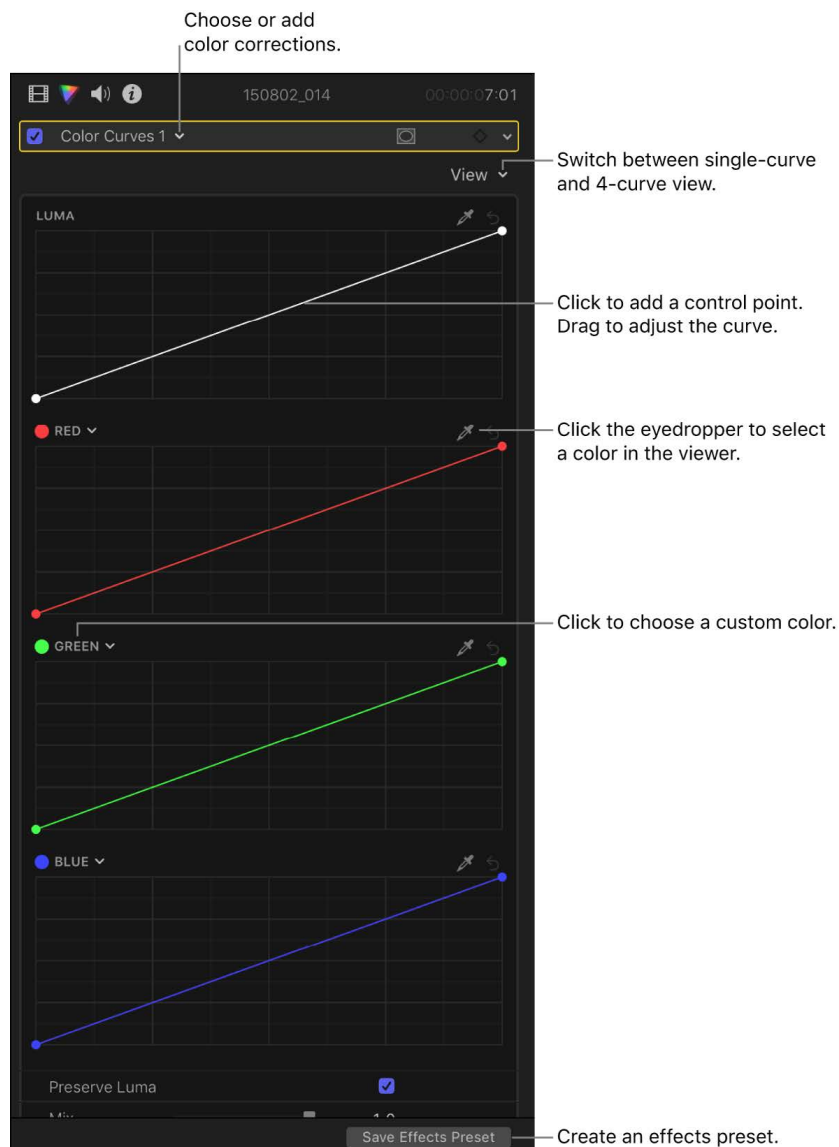 Choose or add
color corrections.
150802_014
00:00:07:01
Color Curves 1
View
Switch between single-curve
and 4-curve view.
LUMA
Click to add a control point.
Drag to adjust the curve.
RED
Click the eyedropper to select
a color in the viewer.
Click to choose a custom color.
GREEN
BLUE
Preserve Luma
Mix
1.0
Save Effects Preset
Create an effects preset.